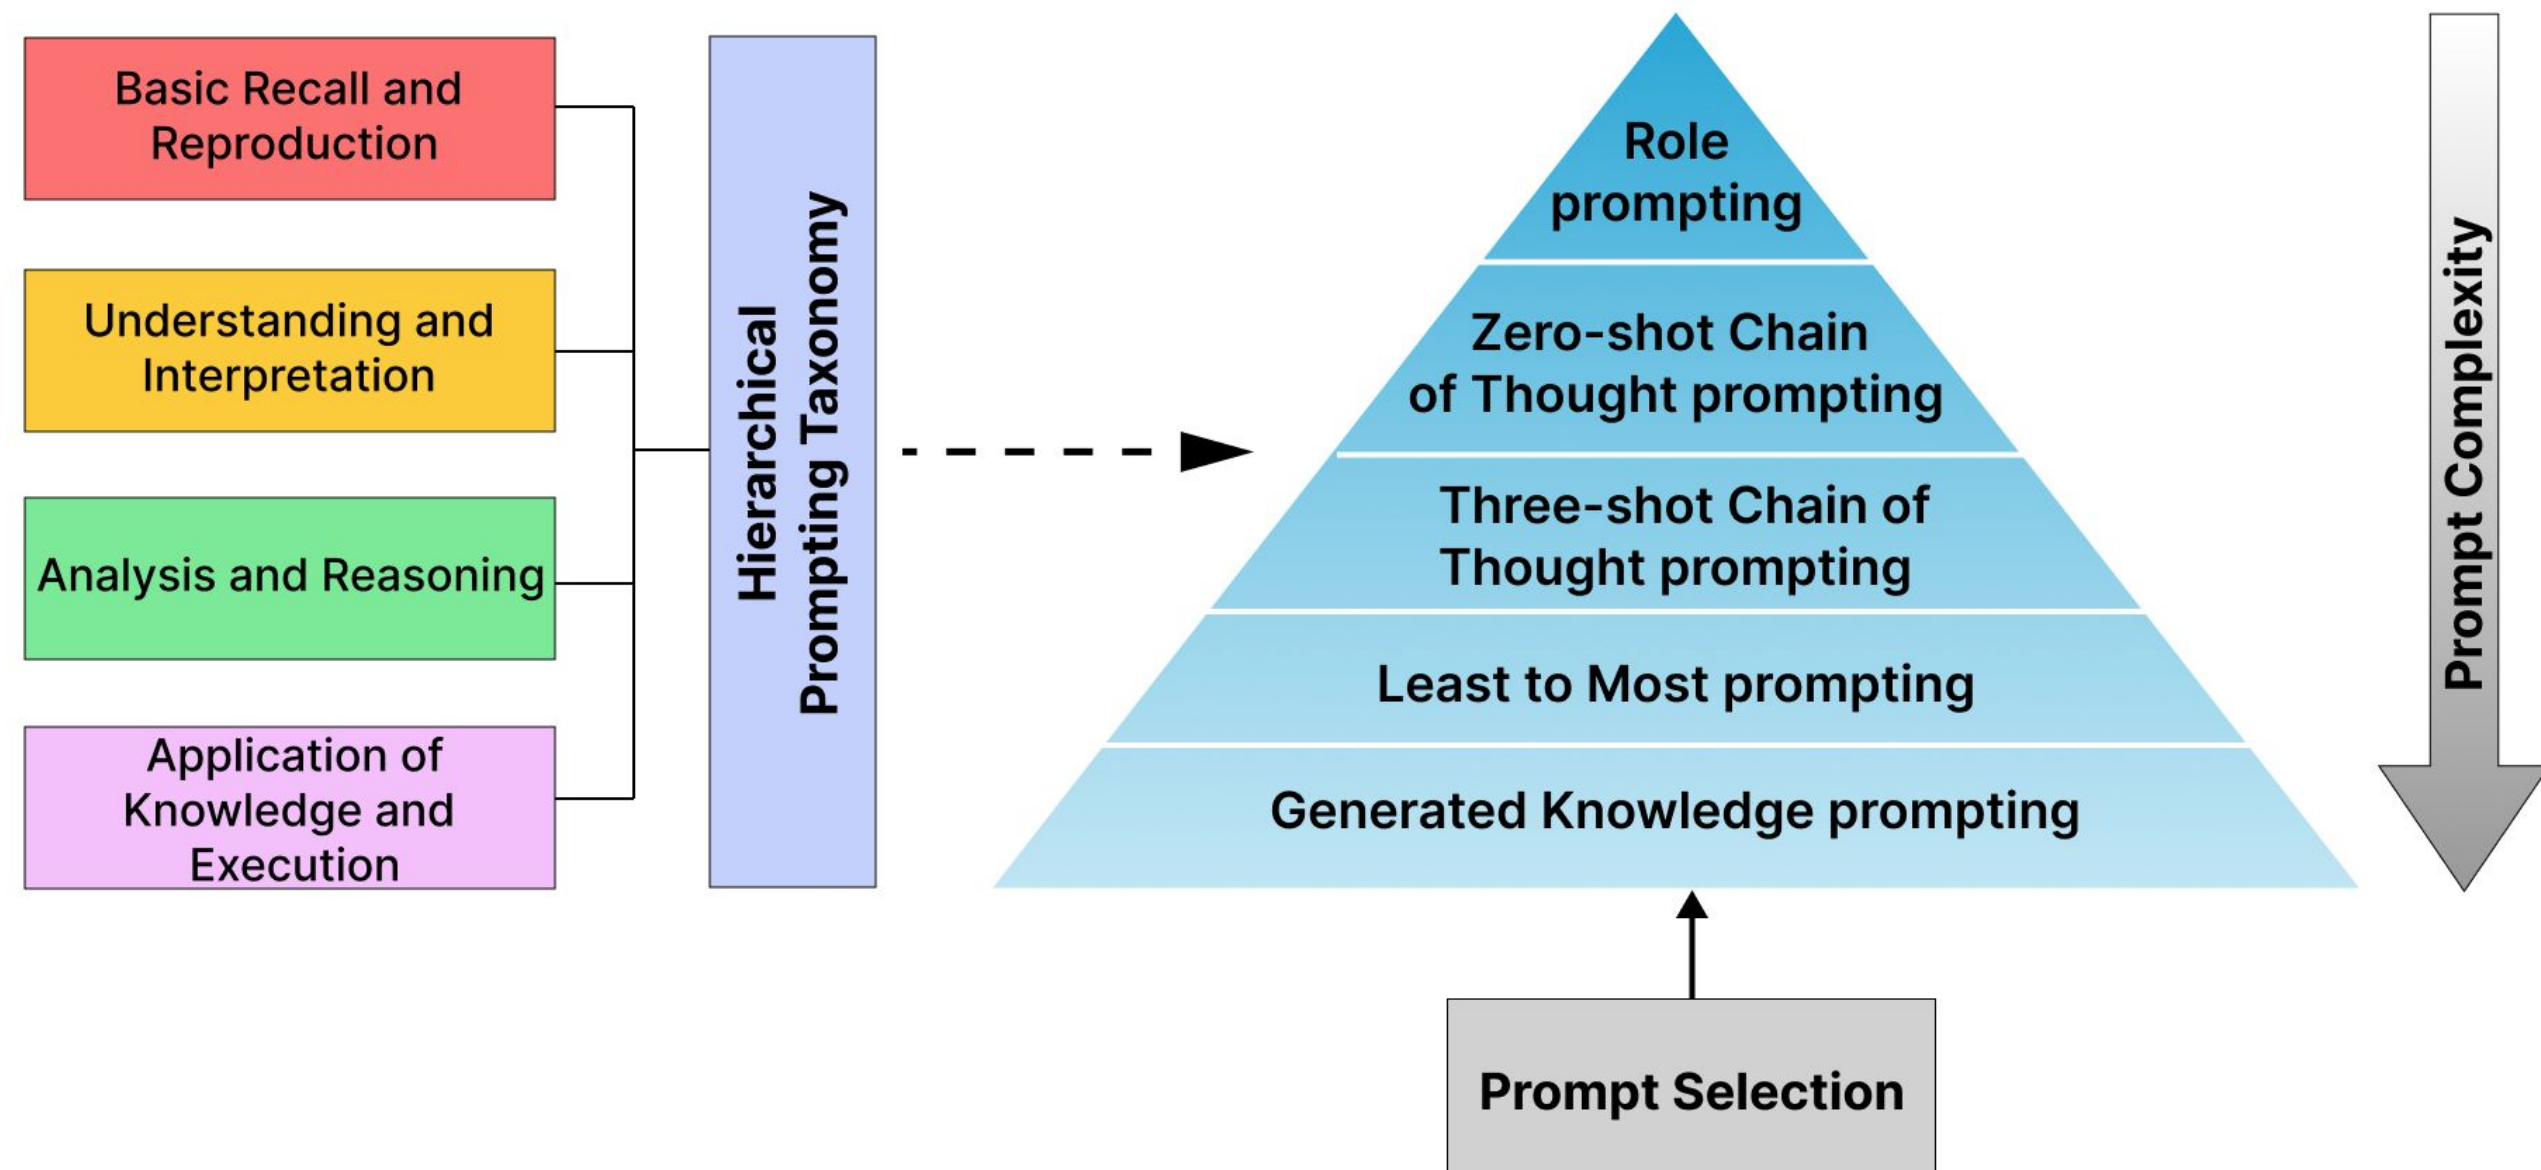 Basic Recall and
Reproduction
Understanding and
Interpretation
Analysis and Reasoning
Application of
Knowledge and
Execution
Hierarchical
Prompting Taxonomy
Role
prompting
Zero-shot Chain
of Thought prompting
Three-shot Chain of
Thought prompting
Least to Most prompting
Generated Knowledge prompting
Prompt Complexity
Prompt Selection